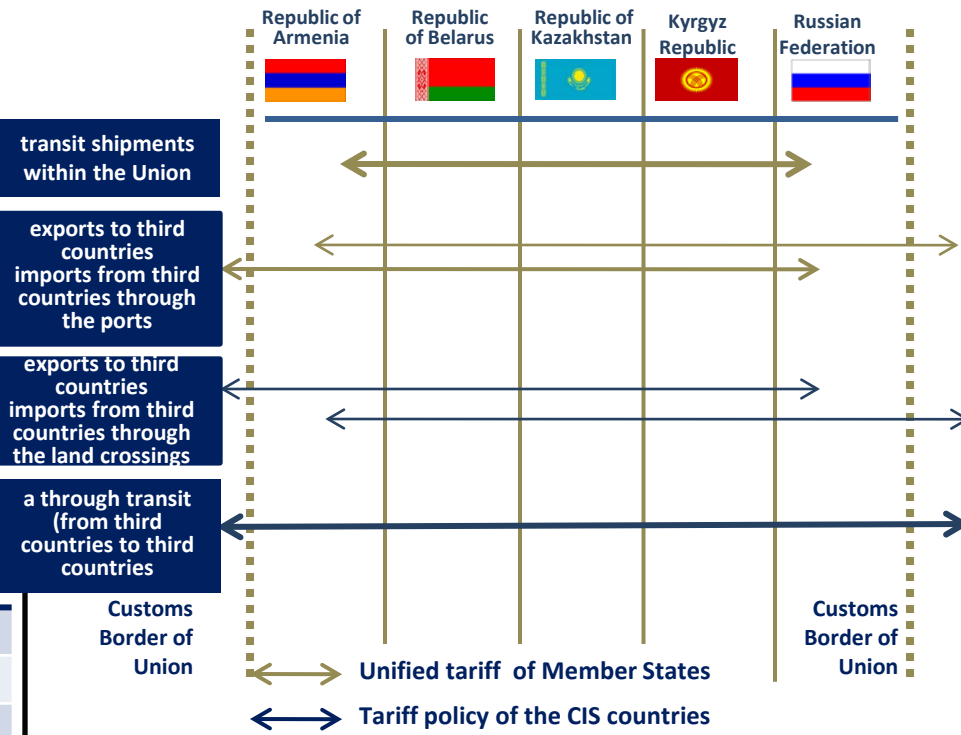 Republic of
Armenia
Republic
of Belarus
Republic of
Kazakhstan
Kyrgyz
Republic
Russian
Federation
transit shipments
within the Union
exports to third
countries
imports from third
countries through
the ports
exports to third
countries
imports from third
countries through
the land crossings
a through transit
(from third
countries to third
countries
Customs
Border of
Union
Customs
Border of
Union
Unified tariff of Member States
Tariff policy of the CIS countries